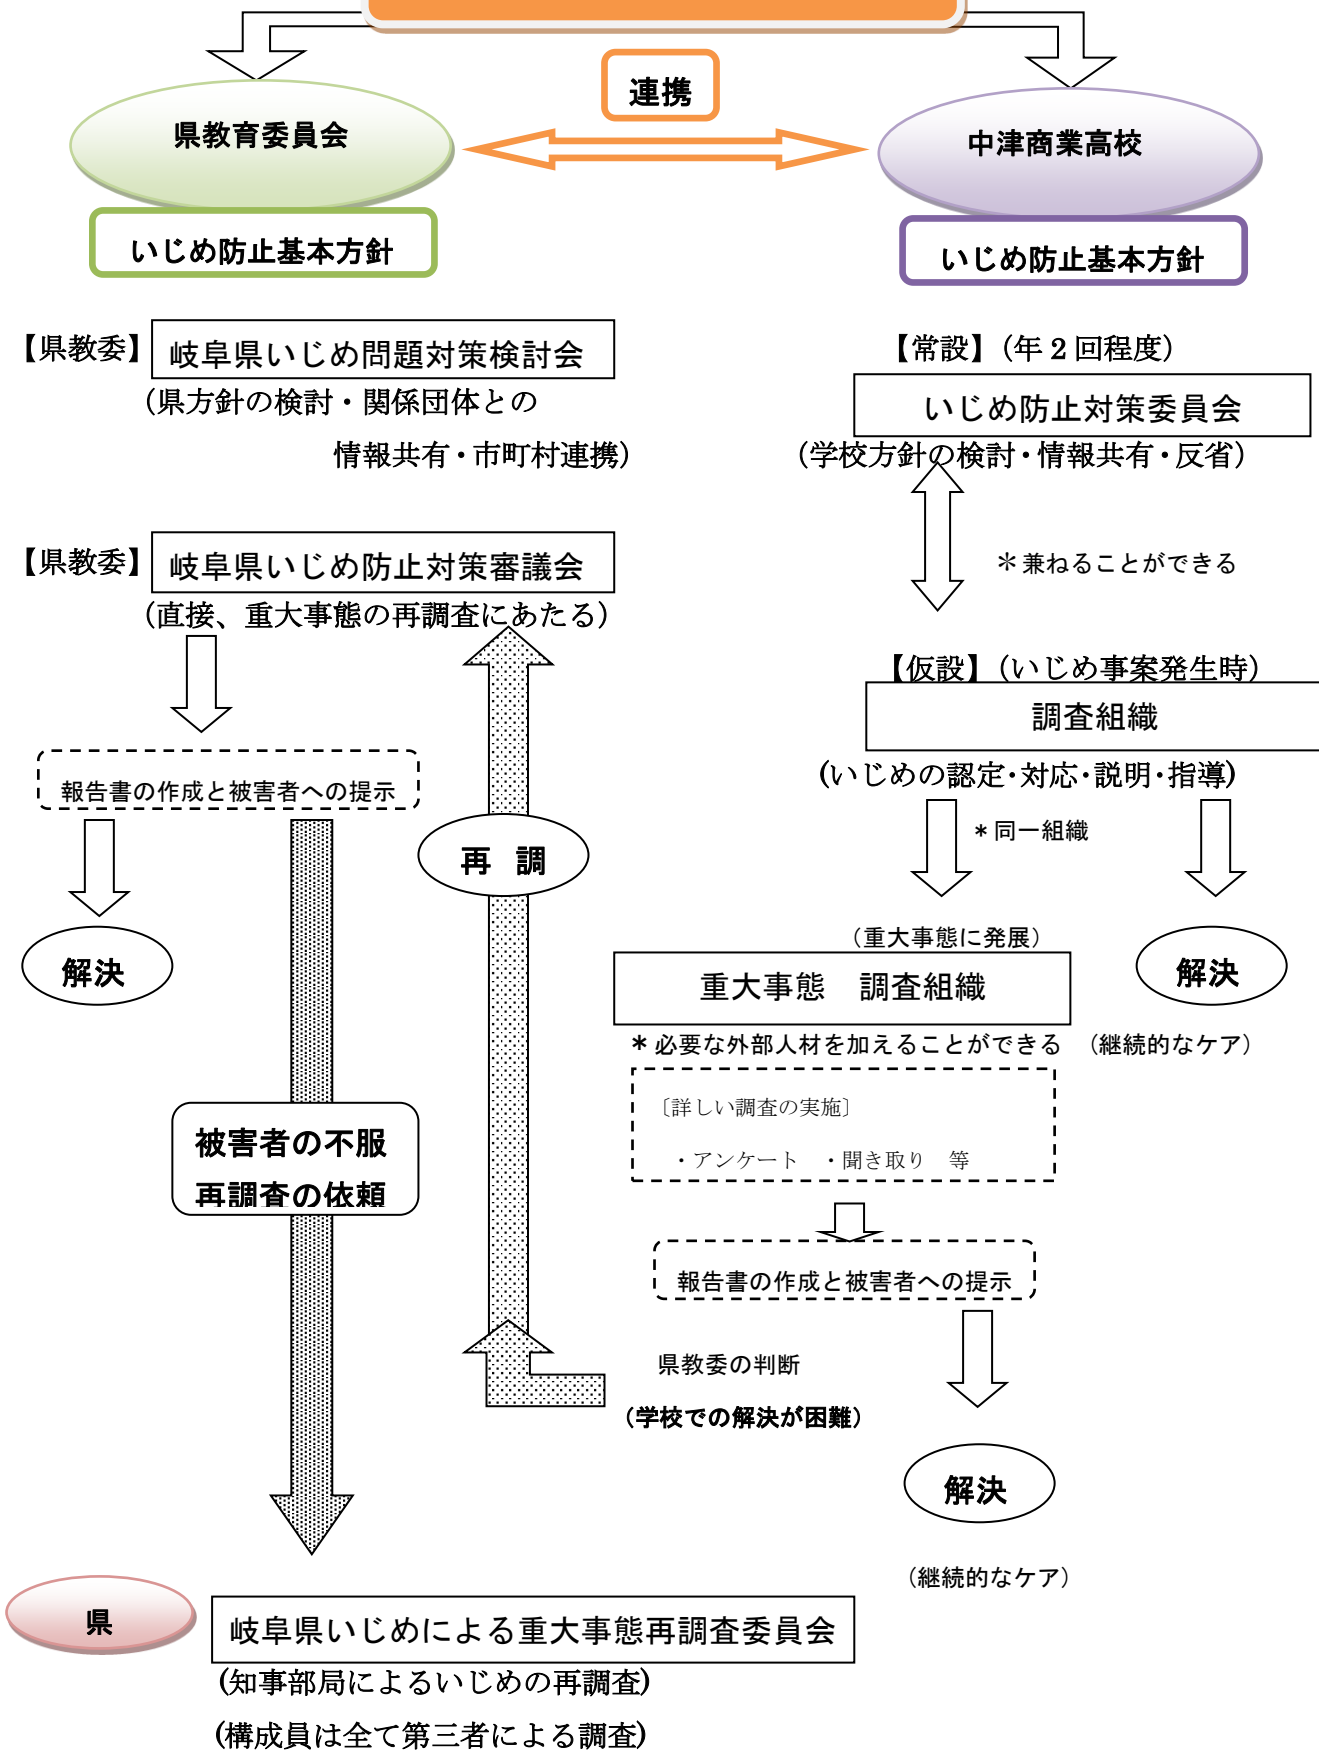 連携
県教育委員会
中津商業高校
いじめ防止基本方針
いじめ防止基本方針
【県教委】
岐阜県いじめ問題対策検討会
(県方針の検討・関係団体との
情報共有・市町村連携)
【常設】(年2回程度)
いじめ防止対策委員会
(学校方針の検討・情報共有・反省)
*兼ねることができる
【県教委】
岐阜県いじめ防止対策審議会
(直接、重大事態の再調査にあたる)
【仮設】(いじめ事案発生時)
調査組織
(いじめの認定・対応・説明・指導)
*同一組織
報告書の作成と被害者への提示
再 調
解決
(重大事態に発展)
重大事態 調査組織
解決
*必要な外部人材を加えることができる
(継続的なケア)
〔詳しい調査の実施〕
・アンケート ・聞き取り 等
被害者の不服
再調査の依頼
報告書の作成と被害者への提示
県教委の判断
(学校での解決が困難)
解決
(継続的なケア)
県
岐阜県いじめによる重大事態再調査委員会
(知事部局によるいじめの再調査)
(構成員は全て第三者による調査)